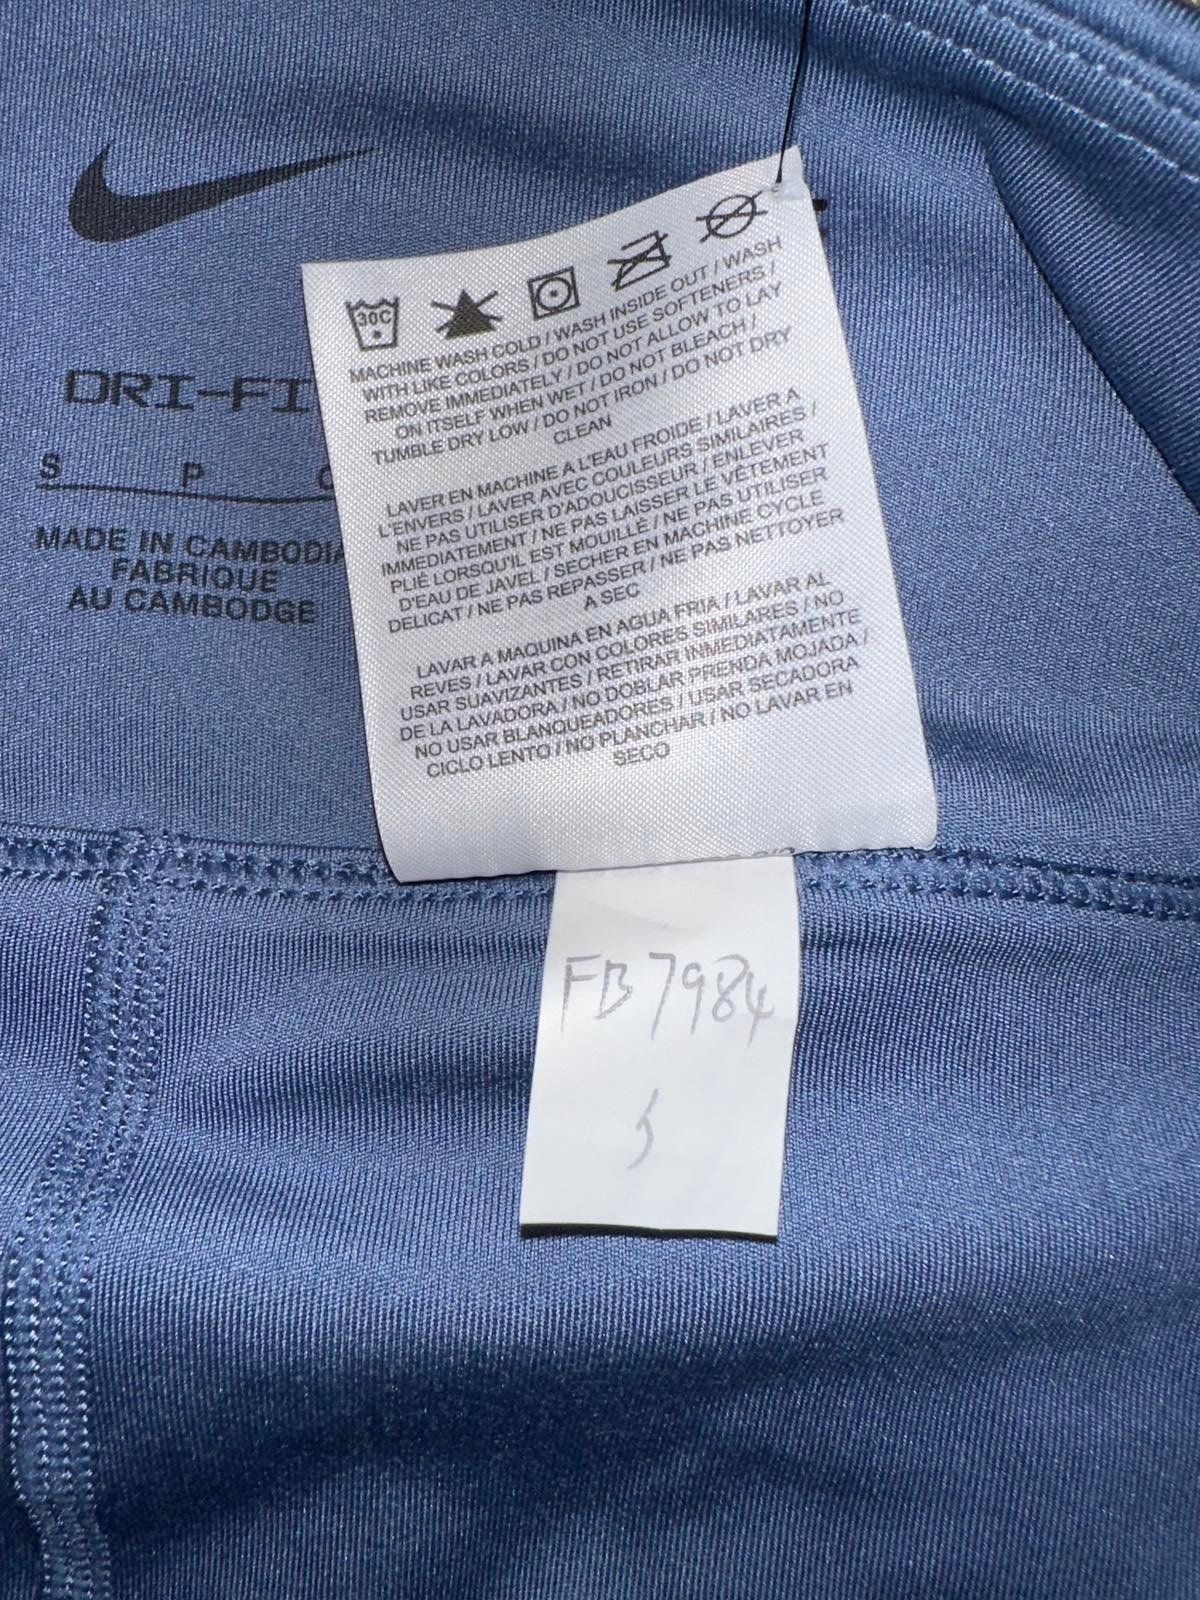 DRI-FI
S P
MADE IN CAMBODIA
FABRIQUE
AU CAMBODGE
30C
MACHINE WASH COLD / WASH INSIDE OUT / WASH
WITH LIKE COLORS / DO NOT USE SOFTENERS /
REMOVE IMMEDIATELY / DO NOT ALLOW TO LAY
ON ITSELF WHEN WET / DO NOT BLEACH /
TUMBLE DRY LOW / DO NOT IRON / DO NOT DRY
CLEAN
LAVER EN MACHINE A L'EAU FROIDE / LAVER A
L'ENVERS / LAVER AVEC COULEURS SIMILAIRES /
NE PAS UTILISER D'ADOUCISSEUR / ENLEVER
IMMEDIATEMENT / NE PAS LAISSER LE VÊTEMENT
PLIÉ LORSQU'IL EST MOUILLÉ / NE PAS UTILISER
D'EAU DE JAVEL / SECHER EN MACHINE CYCLE
DELICAT / NE PAS REPASSER / NE PAS NETTOYER
A SEC
LAVAR A MAQUINA EN AGUA FRIA / LAVAR AL
REVES / LAVAR CON COLORES SIMILARES / NO
USAR SUAVIZANTES / RETIRAR INMEDIATAMENTE
DE LA LAVADORA / NO DOBLAR PRENDA MOJADA /
NO USAR BLANQUEADORES / USAR SECADORA
CICLO LENTO / NO PLANCHAR / NO LAVAR EN
SECO
FB7984
S